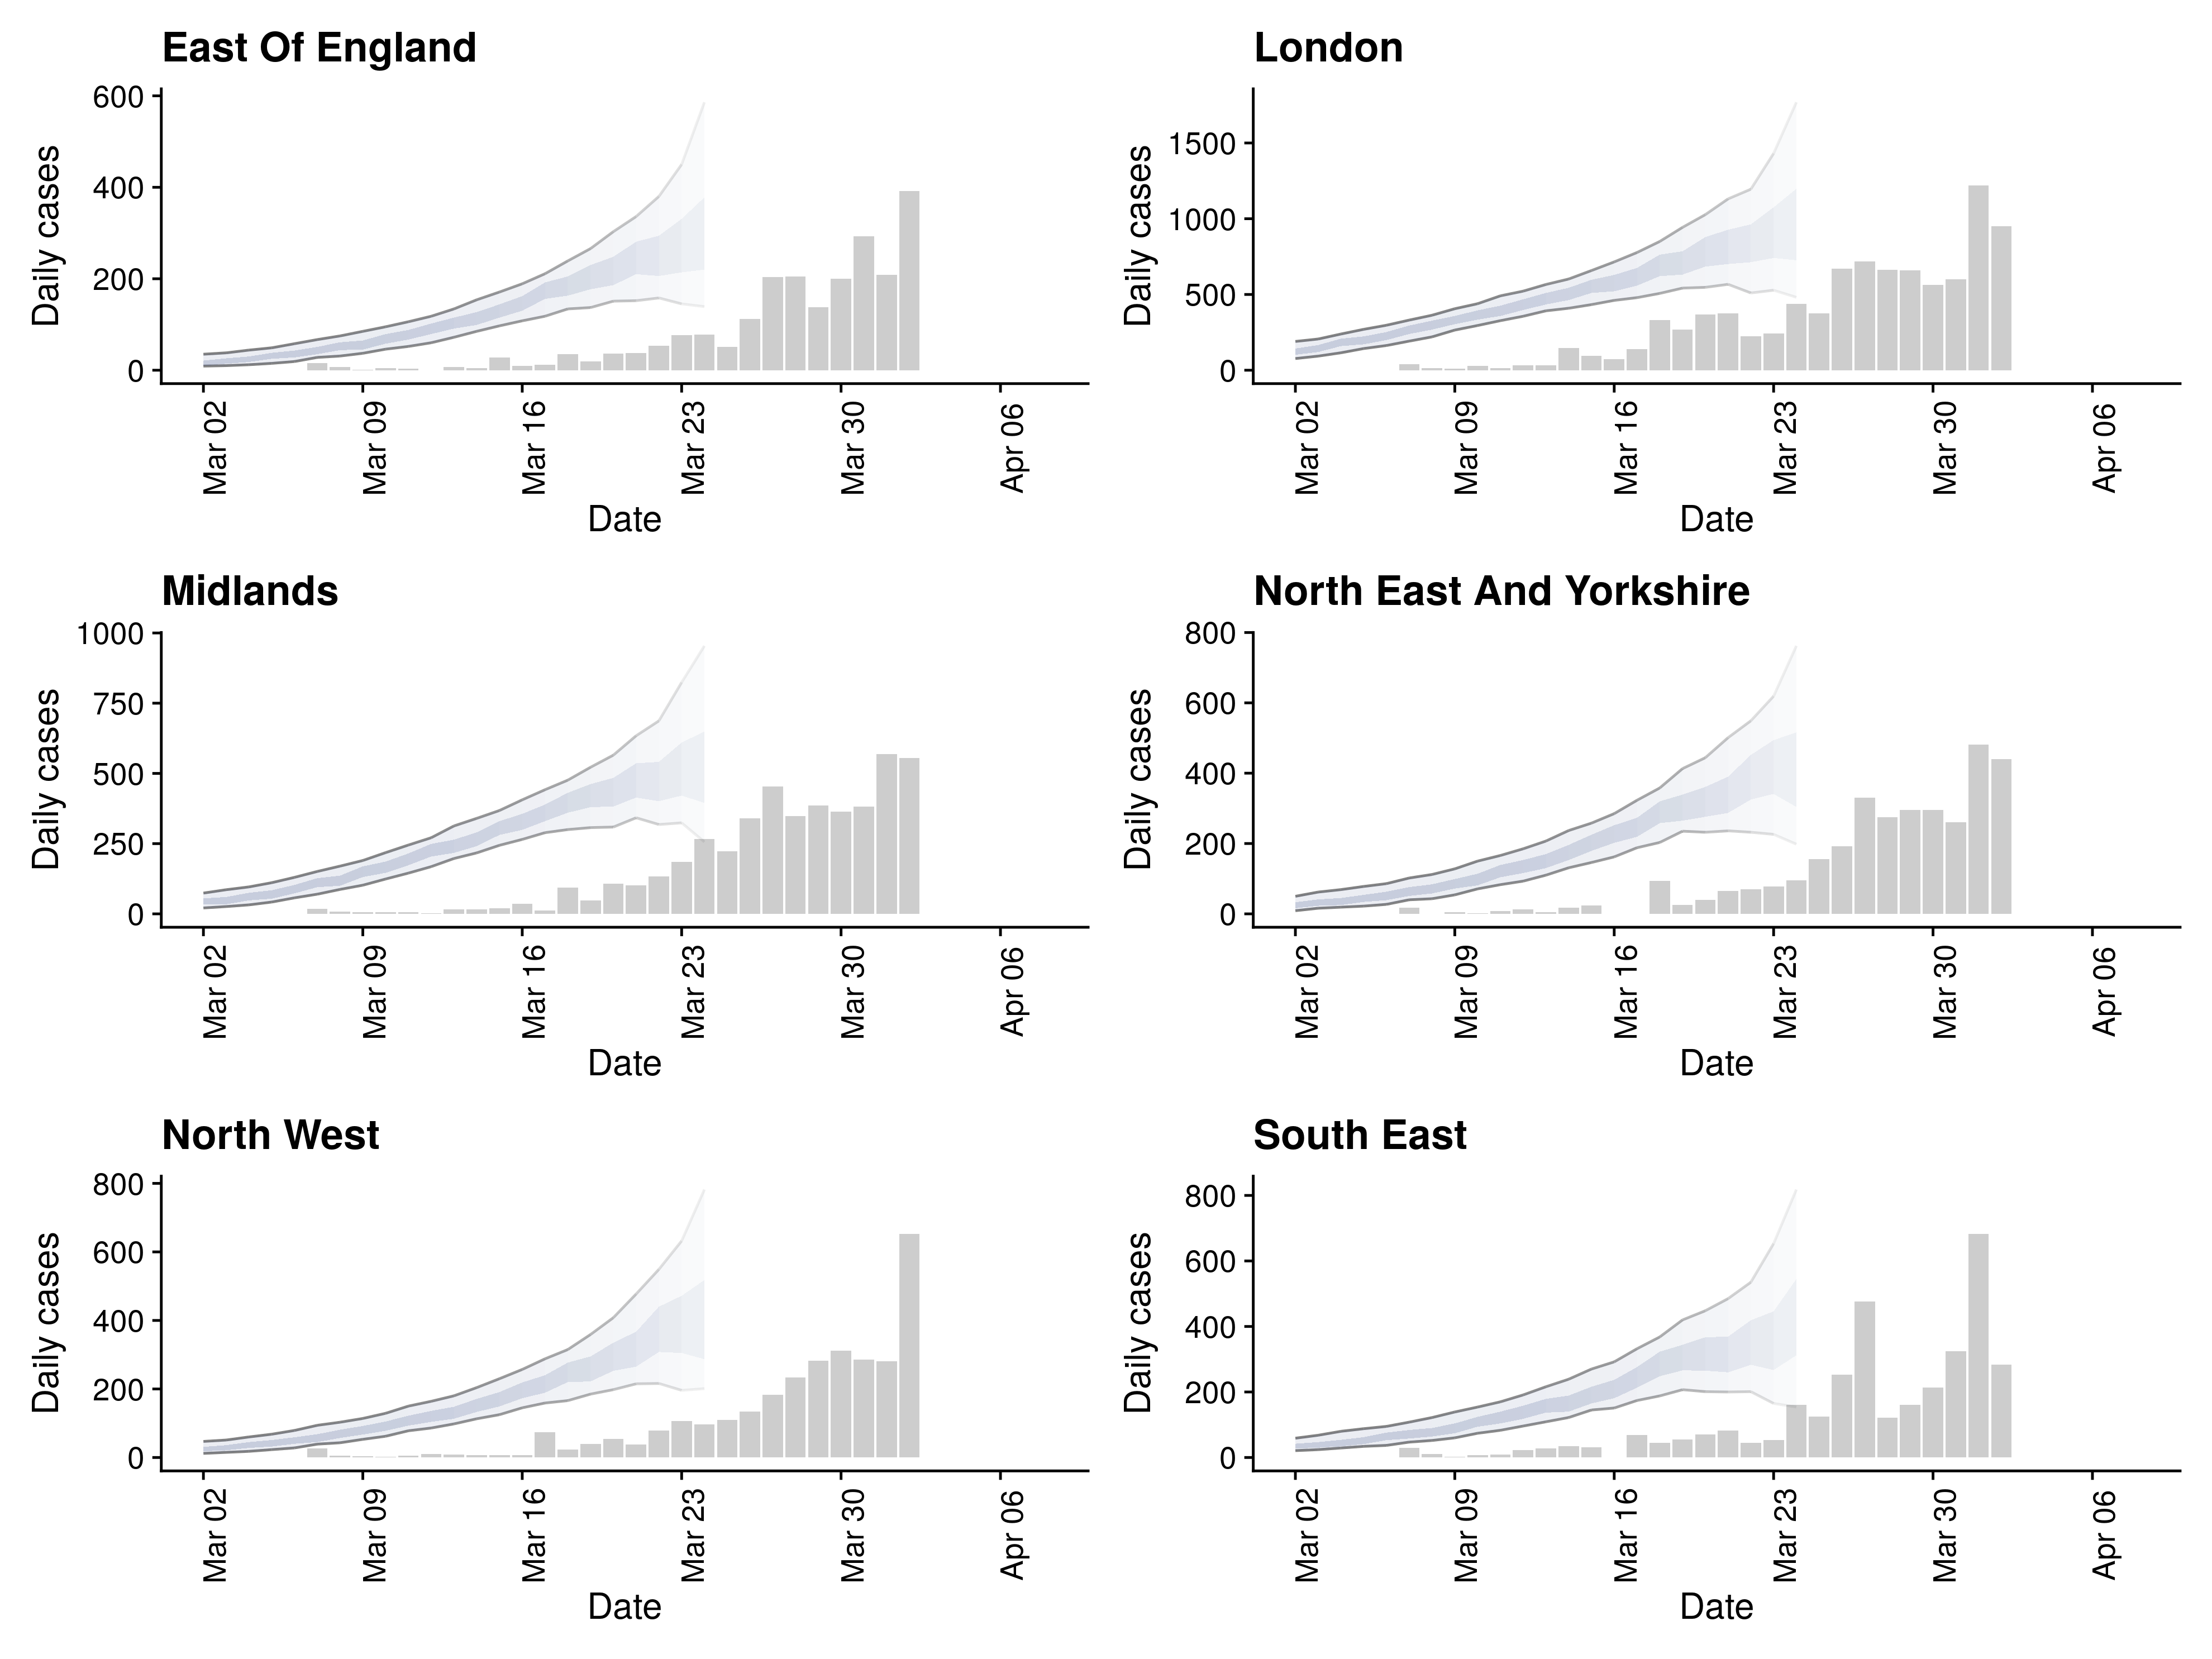 East Of England
Daily cases
600
400
200
0
Mar 02
Mar 09
Mar 16
Mar 23
Mar 30
Apr 06
Date
London
Daily cases
1500
1000
500
0
Mar 02
Mar 09
Mar 16
Mar 23
Mar 30
Apr 06
Date
Midlands
Daily cases
1000
750
500
250
0
Mar 02
Mar 09
Mar 16
Mar 23
Mar 30
Apr 06
Date
North East And Yorkshire
Daily cases
800
600
400
200
0
Mar 02
Mar 09
Mar 16
Mar 23
Mar 30
Apr 06
Date
North West
Daily cases
800
600
400
200
0
Mar 02
Mar 09
Mar 16
Mar 23
Mar 30
Apr 06
Date
South East
Daily cases
800
600
400
200
0
Mar 02
Mar 09
Mar 16
Mar 23
Mar 30
Apr 06
Date